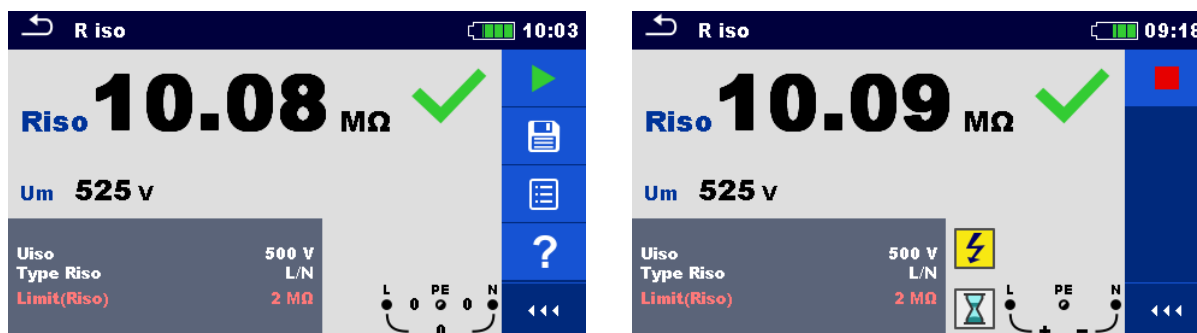 R iso 10:03
Riso 10.08 MΩ
Um 525 V
Uiso 500 V
Type Riso L/N
Limit(Riso) 2 MΩ
?
L PE N
0 0
0
R iso 09:18
Riso 10.09 MΩ
Um 525 V
Uiso 500 V
Type Riso L/N
Limit(Riso) 2 MΩ
L PE N
+ -